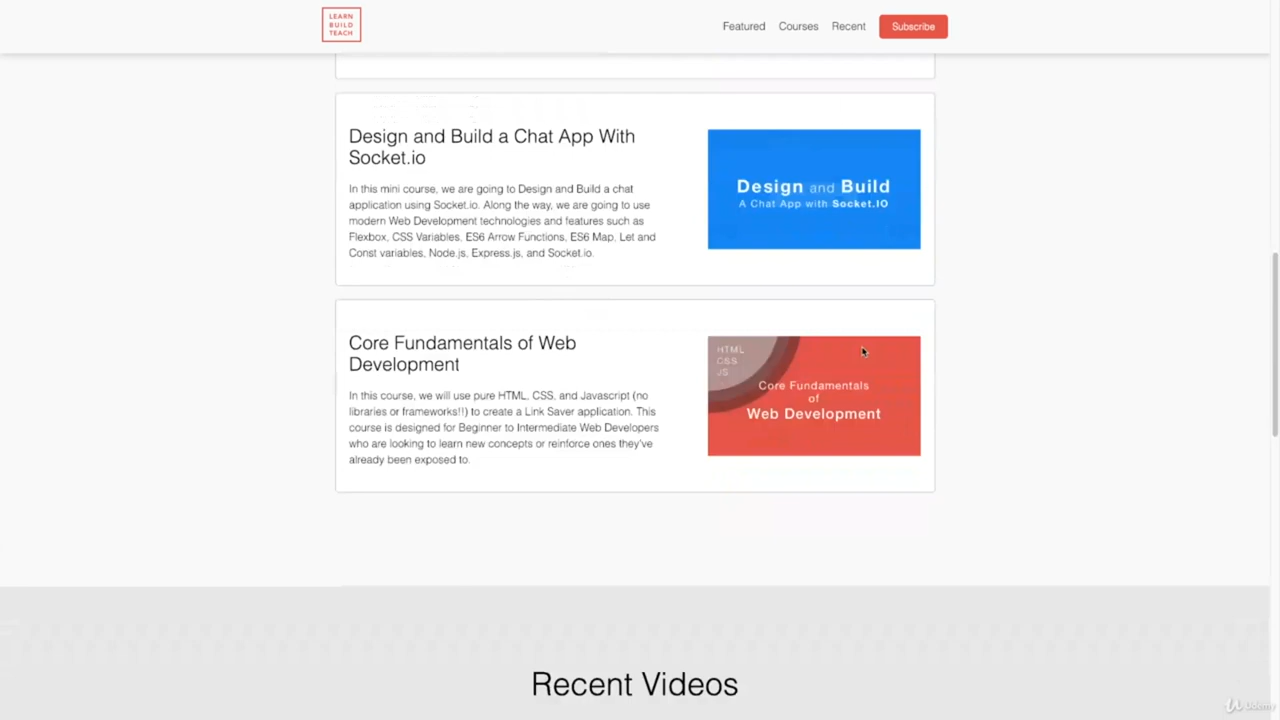 LEARN
BUILD
TEACH
Featured Courses Recent Subscribe
Design and Build a Chat App With
Socket.io
In this mini course, we are going to Design and Build a chat
application using Socket.io. Along the way, we are going to use
modern Web Development technologies and features such as
Flexbox, CSS Variables, ES6 Arrow Functions, ES6 Map, Let and
Const variables, Node.js, Express.js, and Socket.io.
Design and Build
A Chat App with Socket.IO
Core Fundamentals of Web
Development
In this course, we will use pure HTML, CSS, and Javascript (no
libraries or frameworks!!) to create a Link Saver application. This
course is designed for Beginner to Intermediate Web Developers
who are looking to learn new concepts or reinforce ones they've
already been exposed to.
HTML
CSS
JS
Core Fundamentals
of
Web Development
Recent Videos
Udemy